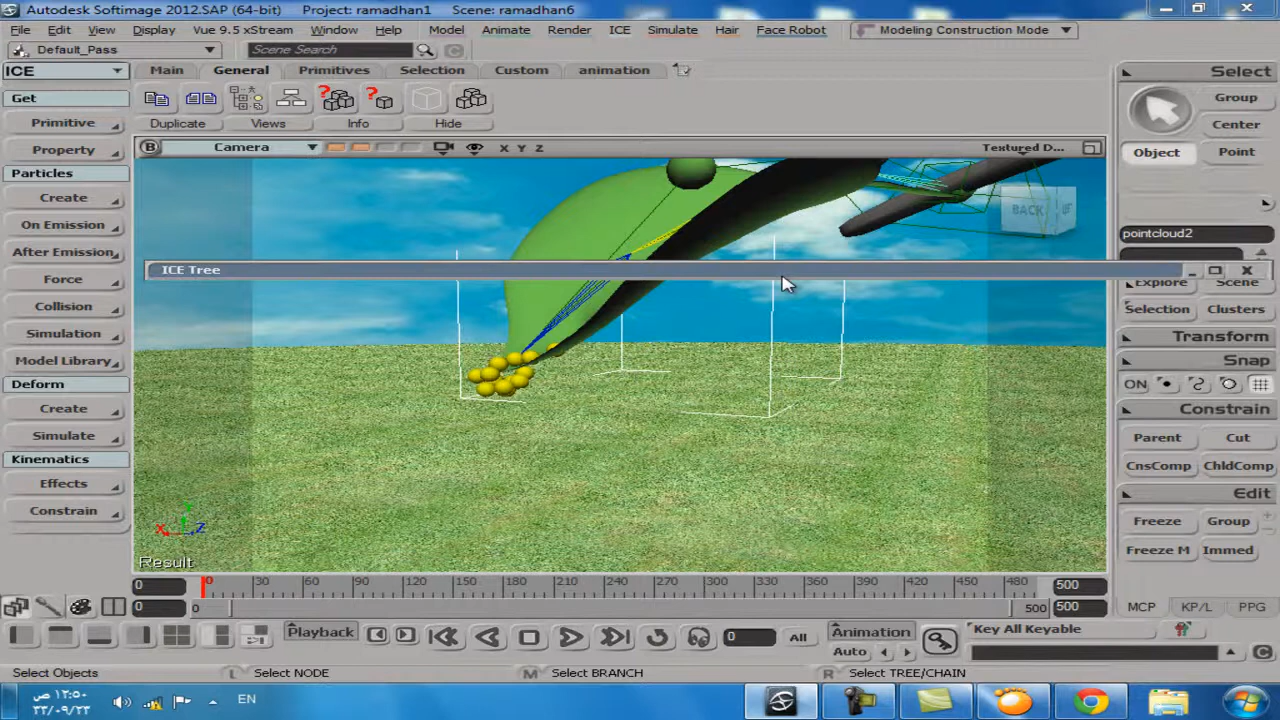 Autodesk Softimage 2012.SAP (64-bit) Project: ramadhan1 Scene: ramadhan6
File Edit View Display Vue 9.5 xStream Window Help Model Animate Render ICE Simulate Hair Face Robot Modeling Construction Mode
Default_Pass Scene Search
ICE Main General Primitives Selection Custom animation Select
Get
Duplicate Views Info Hide
Group
Center
Primitive
Property
B Camera X Y Z Textured D...
Object Point
Particles
Create
On Emission
After Emission
Force
Collision
Simulation
Model Library
Deform
Create
Simulate
Kinematics
Effects
Constrain
BACK
pointcloud2
ICE Tree
Explore Scene
Selection Clusters
Transform
Snap
ON
Constrain
Parent Cut
CnsComp ChldComp
Edit
Freeze Group
Freeze M Immed
X Y Z
Result
0 0 30 60 90 120 150 180 210 240 270 300 330 360 390 420 450 480 500
0 0 500 500
MCP KP/L PPG
Playback 0 All Animation Key All Keyable
Auto
Select Objects L Select NODE M Select BRANCH R Select TREE/CHAIN
١٢:٥٠ ص
٣٣/٠٩/٢٣
EN